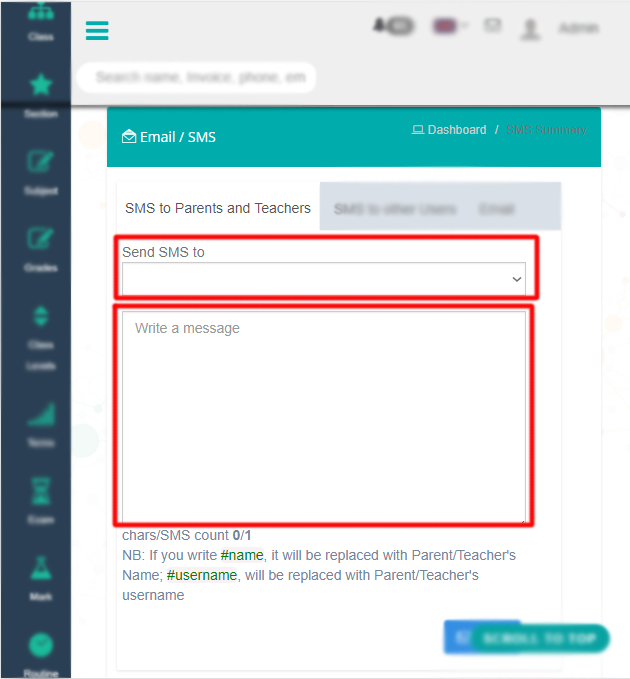 Class
Section
Subject
Grades
Class
Levels
Terms
Exam
Mark
Routine
Admin
Search name, Invoice, phone, em
Email / SMS
Dashboard / SMS Summary
SMS to Parents and Teachers
SMS to other Users
Email
Send SMS to
Write a message
chars/SMS count 0/1
NB: If you write #name, it will be replaced with Parent/Teacher's
Name; #username, will be replaced with Parent/Teacher's
username
SCROLL TO TOP